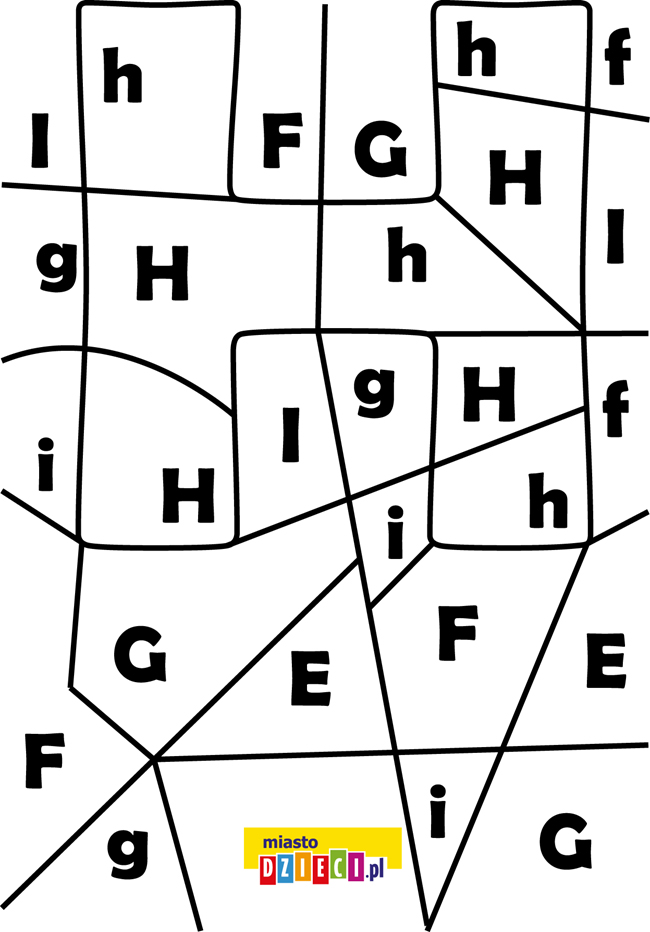 h h f
I F G H
g H h I
I g H f
i H i h
G E F E
F g i G
miasto
DZIECI.pl